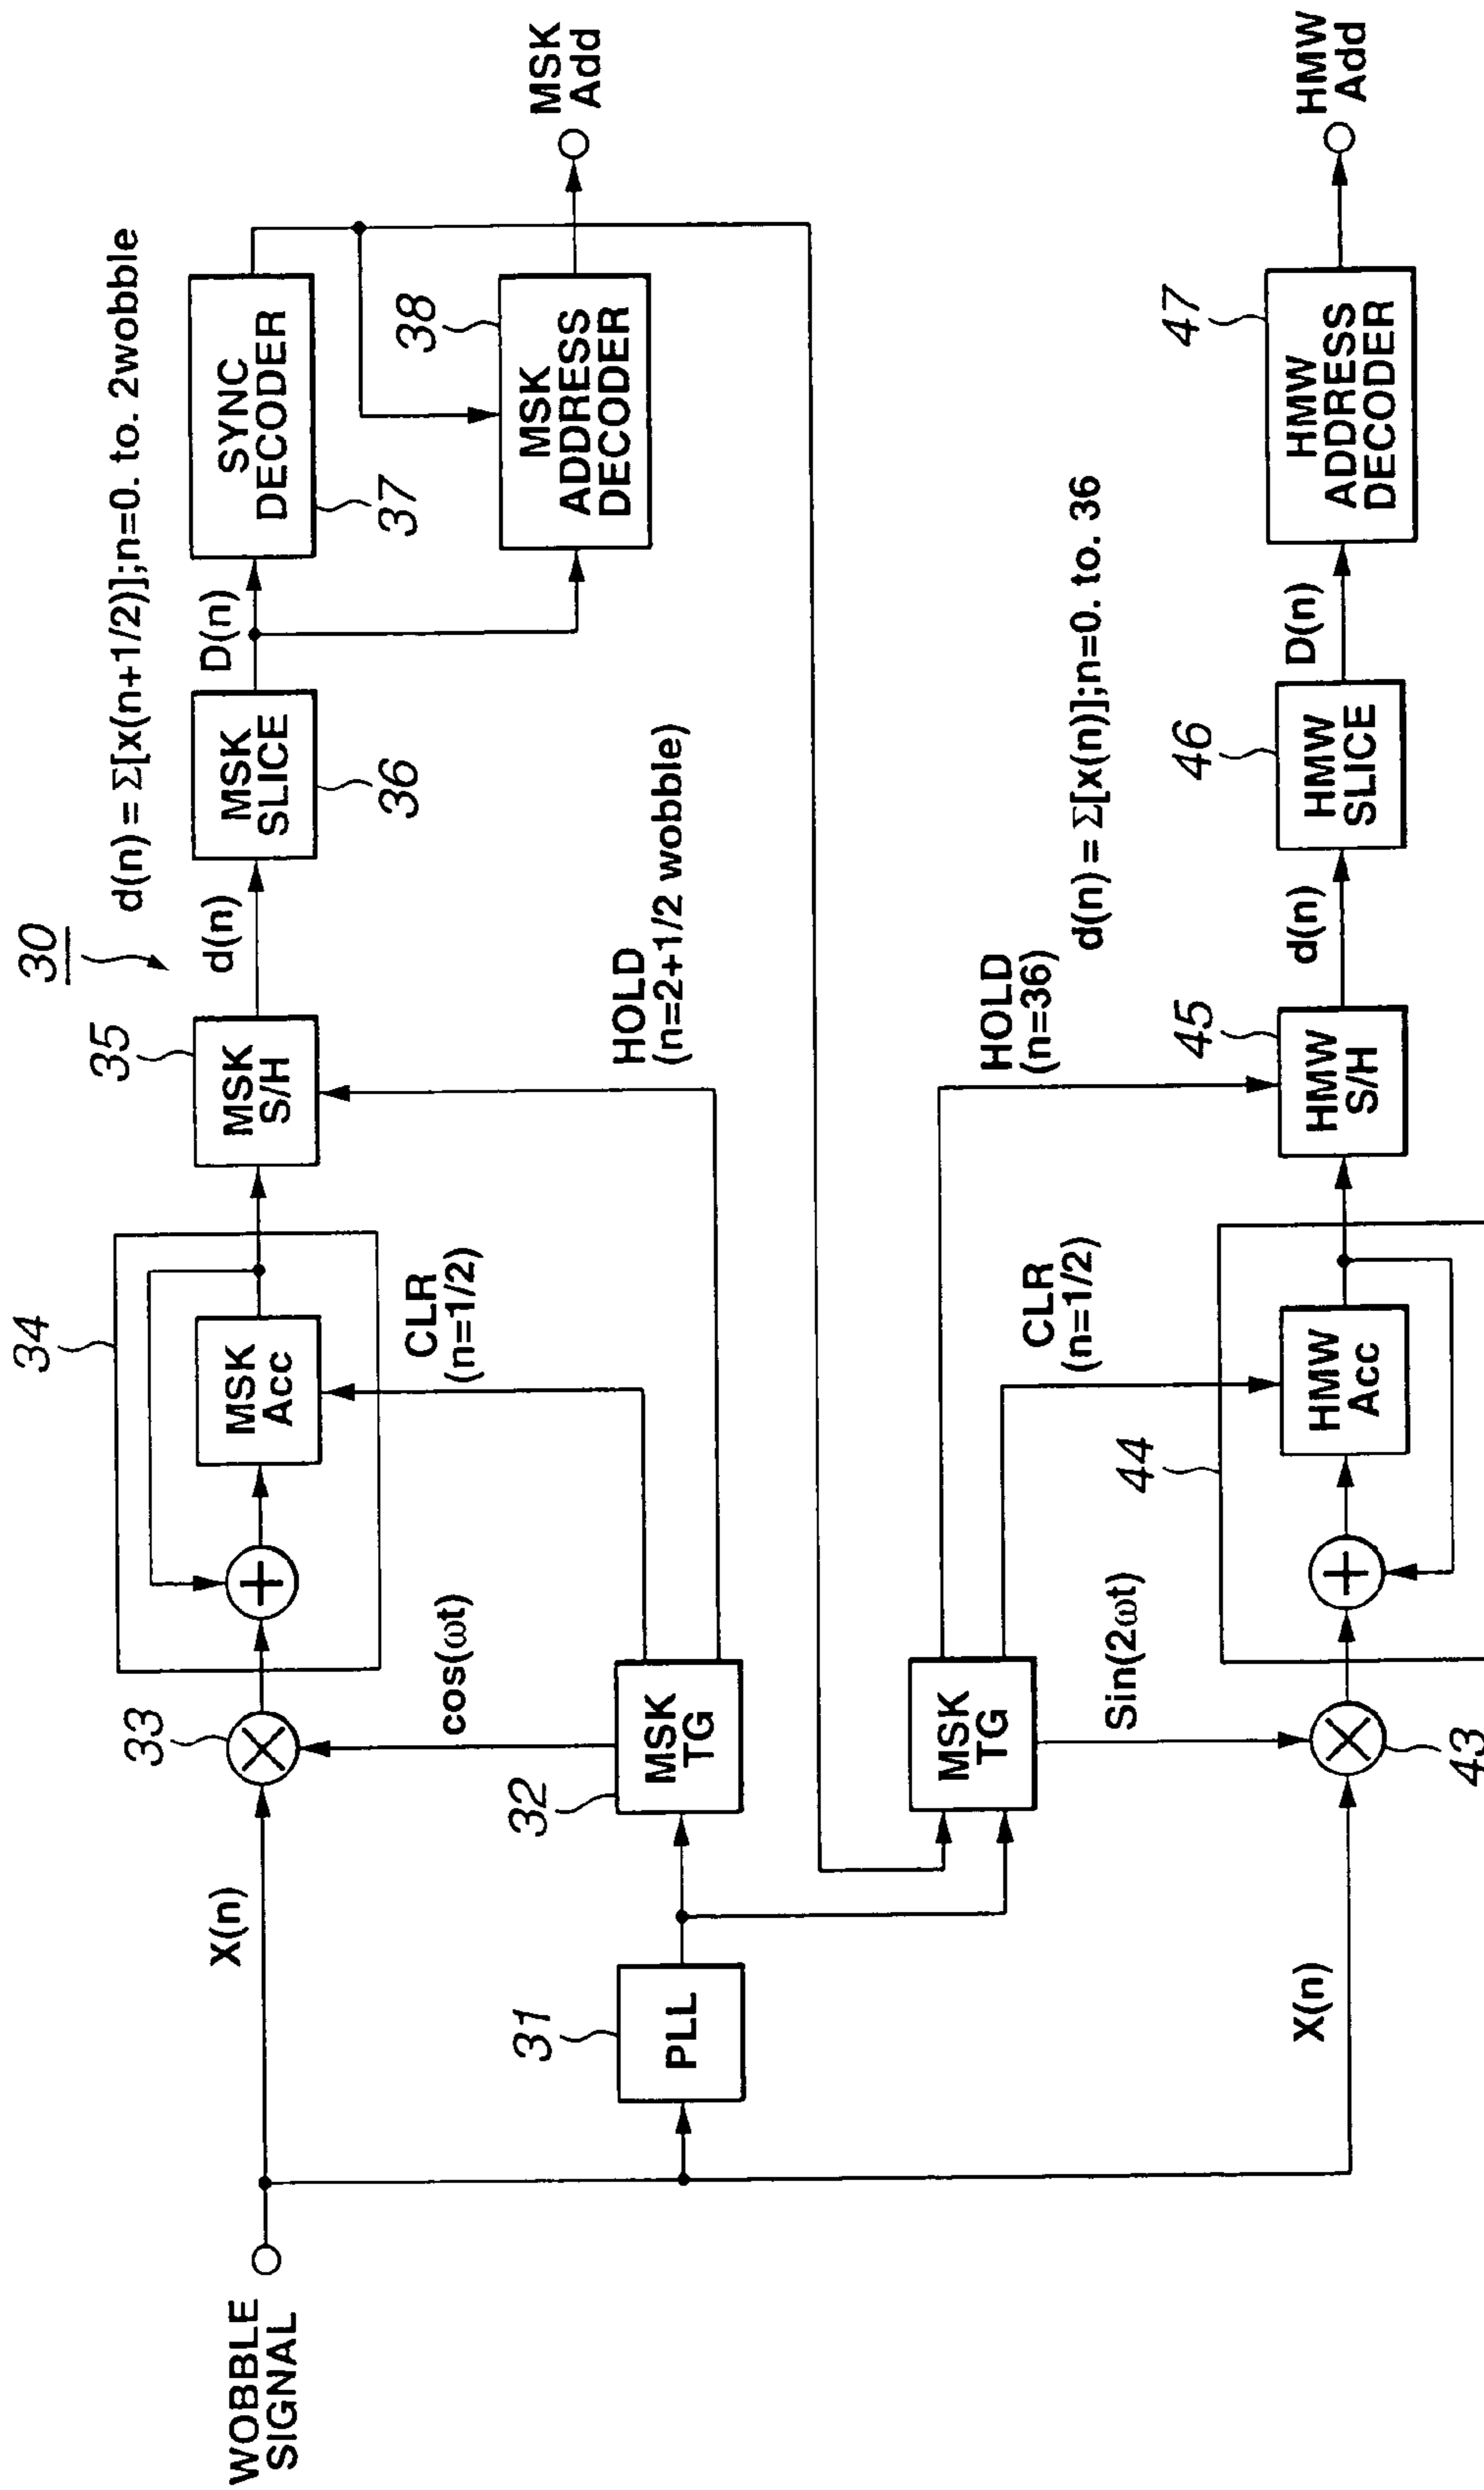 30
WOBBLE
SIGNAL
X(n)
33
34
MSK
Acc
35
MSK
S/H
d(n)
MSK
SLICE
36
d(n) = Σ[x(n+1/2)];n=0. to. 2wobble
D(n)
SYNC
DECODER
37
38
MSK
ADDRESS
DECODER
MSK
Add
31
PLL
32
MSK
TG
cos(ωt)
CLR
(n=1/2)
HOLD
(n=2+1/2 wobble)
MSK
TG
Sin(2ωt)
CLR
(n=1/2)
HOLD
(n=36)
d(n) = Σ[x(n)];n=0. to. 36
X(n)
43
44
HMW
Acc
45
HMW
S/H
d(n)
46
HMW
SLICE
D(n)
47
HMW
ADDRESS
DECODER
HMW
Add